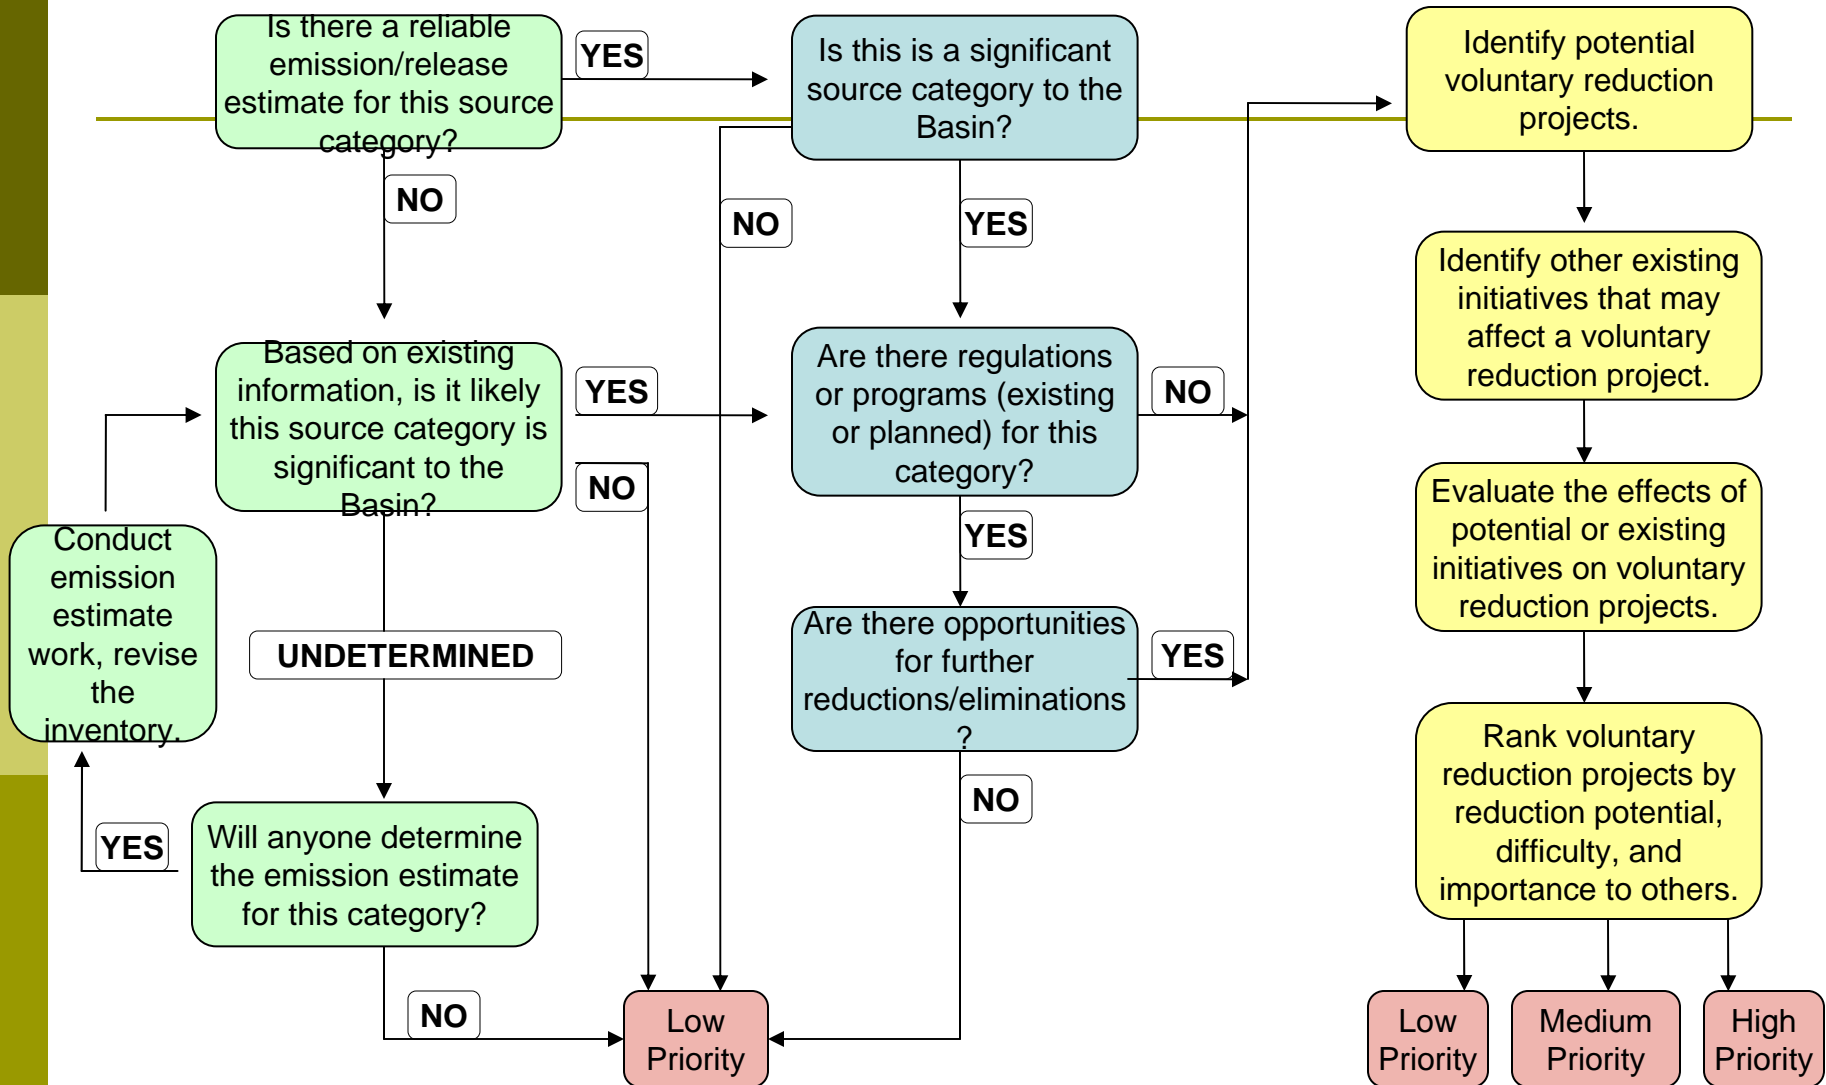 Is there a reliable
emission/release
estimate for this source
category?
YES
NO
Is this is a significant
source category to the
Basin?
NO
YES
Identify potential
voluntary reduction
projects.
Identify other existing
initiatives that may
affect a voluntary
reduction project.
Based on existing
information, is it likely
this source category is
significant to the
Basin?
YES
NO
UNDETERMINED
Are there regulations
or programs (existing
or planned) for this
category?
NO
YES
Evaluate the effects of
potential or existing
initiatives on voluntary
reduction projects.
Conduct
emission
estimate
work, revise
the
inventory.
Are there opportunities
for further
reductions/eliminations
?
YES
NO
Rank voluntary
reduction projects by
reduction potential,
difficulty, and
importance to others.
YES
Will anyone determine
the emission estimate
for this category?
NO
Low
Priority
Low
Priority
Medium
Priority
High
Priority